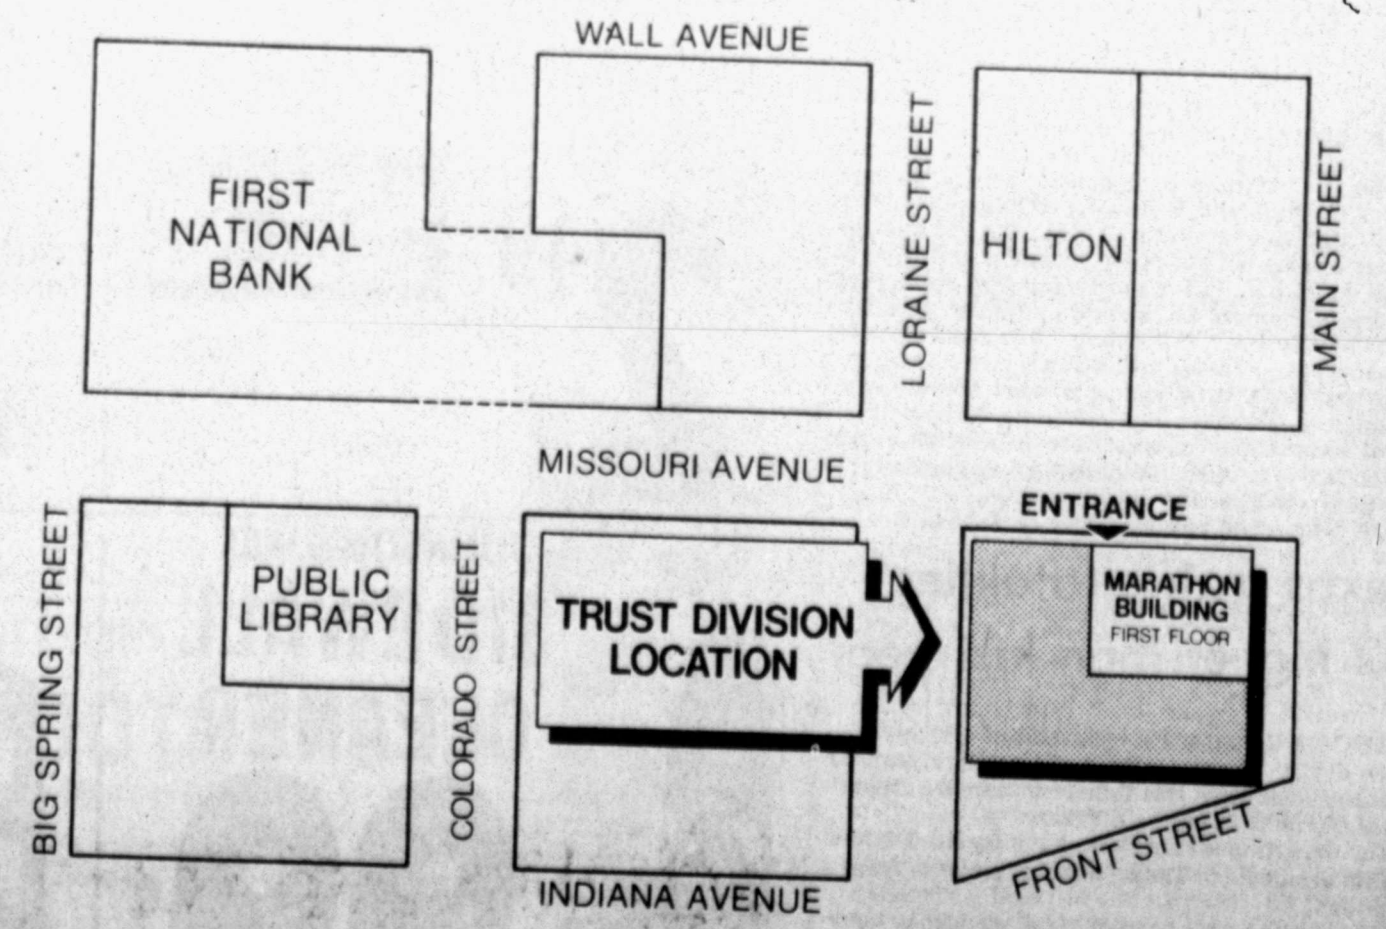 WALL AVENUE
FIRST
NATIONAL
BANK
LORAINE STREET
HILTON
MAIN STREET
MISSOURI AVENUE
BIG SPRING STREET
PUBLIC
LIBRARY
COLORADO STREET
TRUST DIVISION
LOCATION
ENTRANCE
MARATHON
BUILDING
FIRST FLOOR
FRONT STREET
INDIANA AVENUE